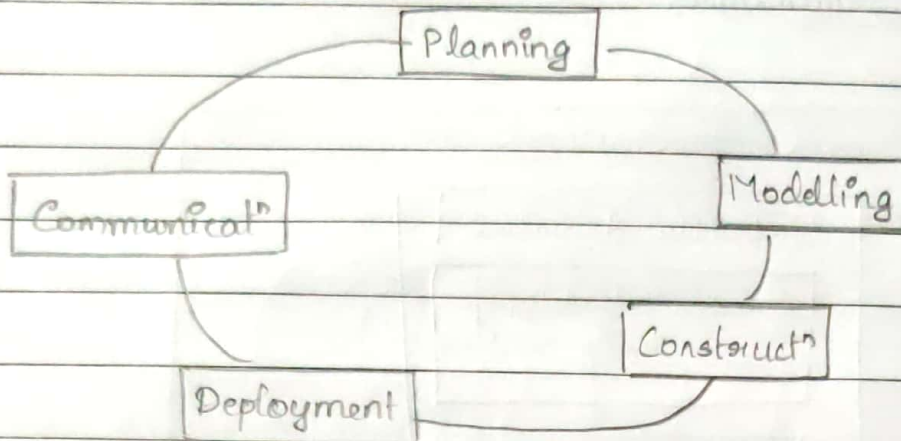 Planning
Modelling
Communicatⁿ
Constructⁿ
Deployment